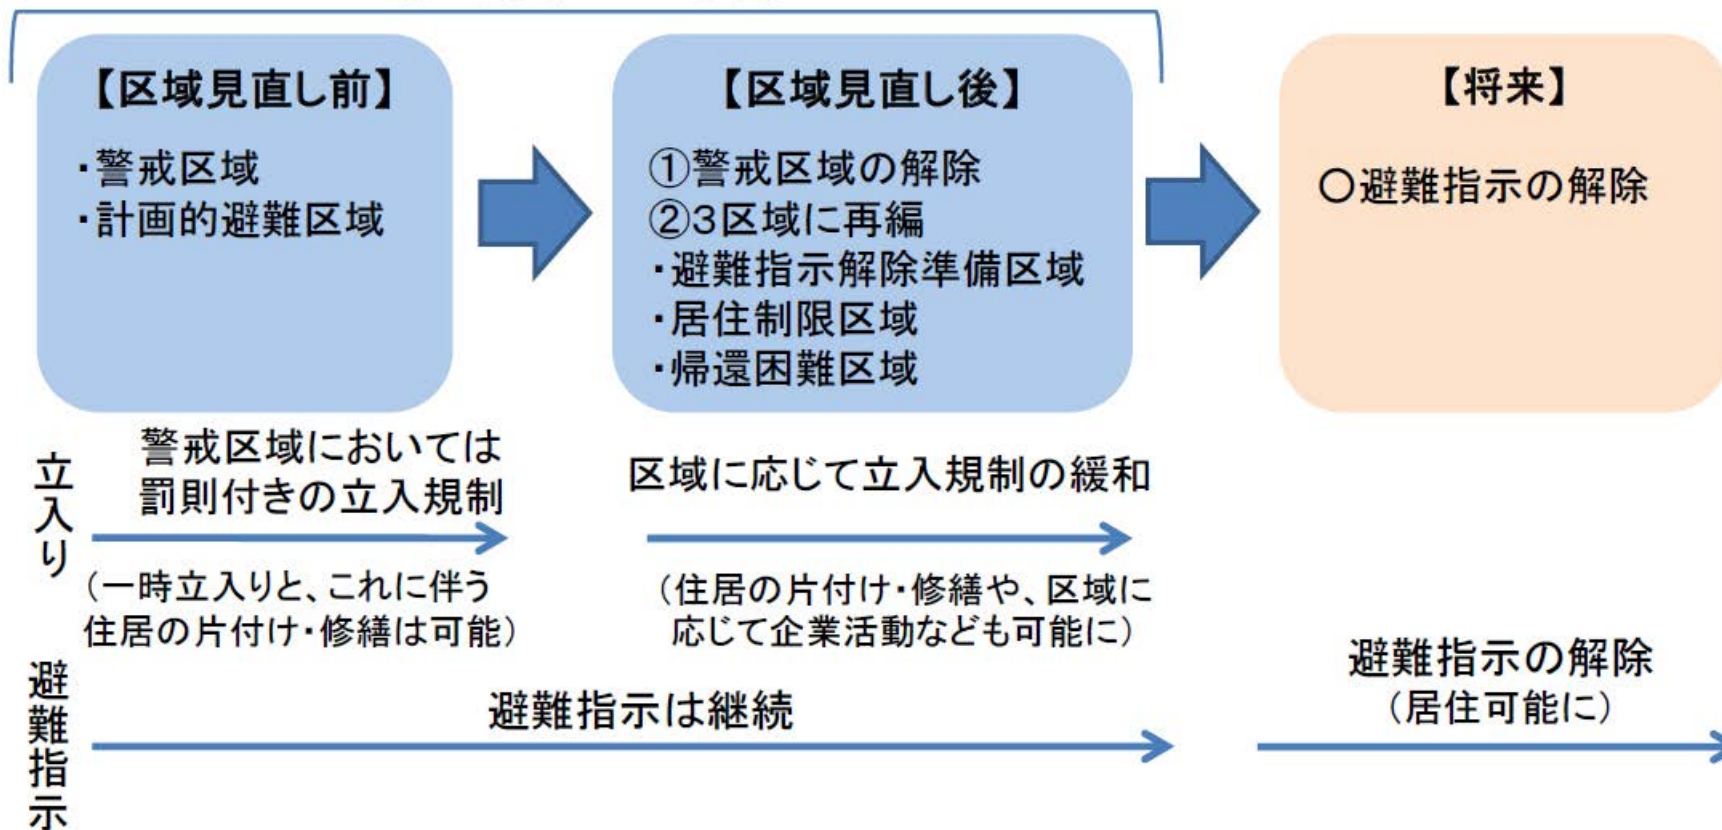 【区域見直し前】
・警戒区域
・計画的避難区域
【区域見直し後】
①警戒区域の解除
②3区域に再編
・避難指示解除準備区域
・居住制限区域
・帰還困難区域
【将来】
○避難指示の解除
立入り
警戒区域においては
罰則付きの立入規制
（一時立入りと、これに伴う
住居の片付け・修繕は可能）
区域に応じて立入規制の緩和
（住居の片付け・修繕や、区域に
応じて企業活動なども可能に）
避難指示
避難指示は継続
避難指示の解除
（居住可能に）